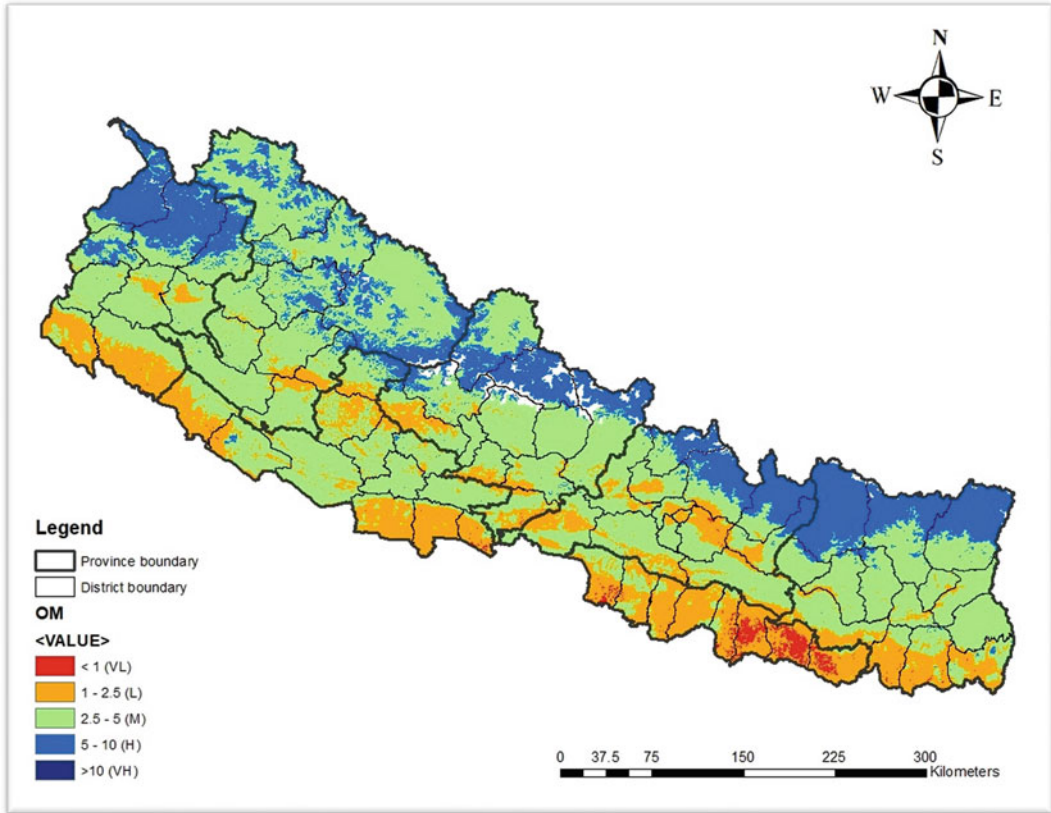 N
W E
S
Legend
Province boundary
District boundary
OM
<VALUE>
< 1 (VL)
1 - 2.5 (L)
2.5 - 5 (M)
5 - 10 (H)
>10 (VH)
0 37.5 75 150 225 300
Kilometers